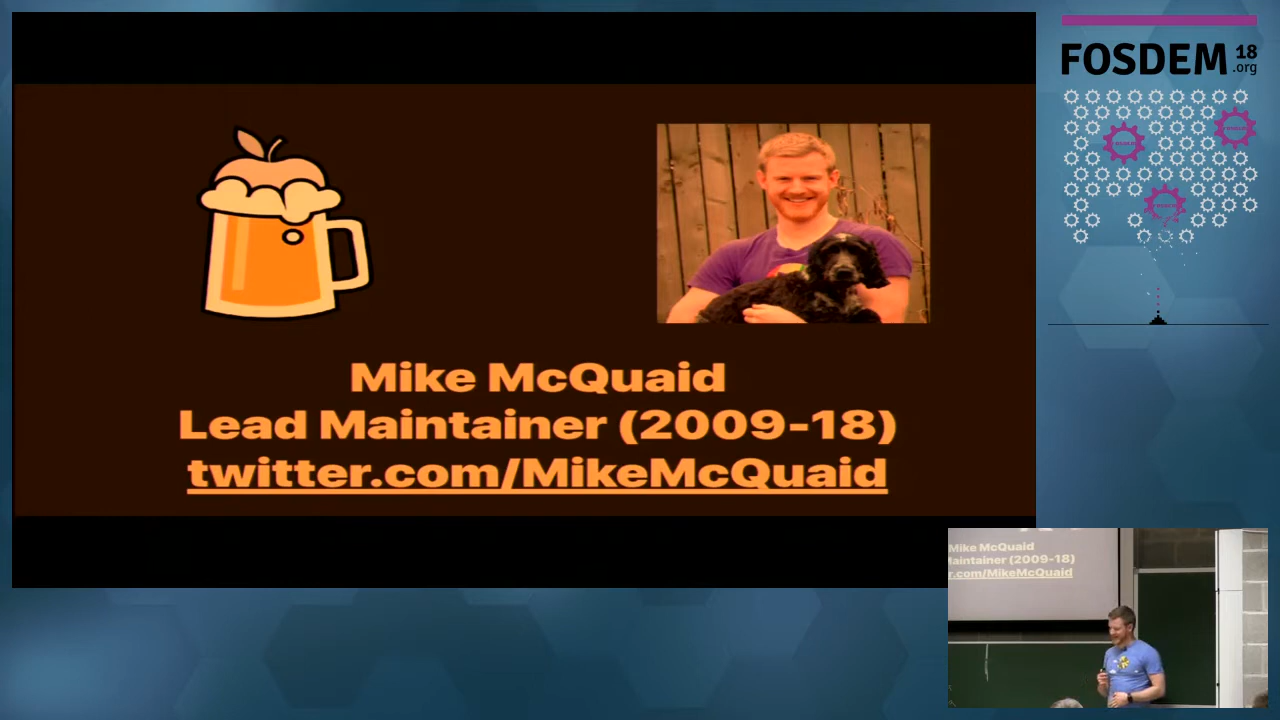 Mike McQuaid
Lead Maintainer (2009-18)
twitter.com/MikeMcQuaid
FOSDEM 18
.org
Mike McQuaid
Maintainer (2009-18)
r.com/MikeMcQuaid